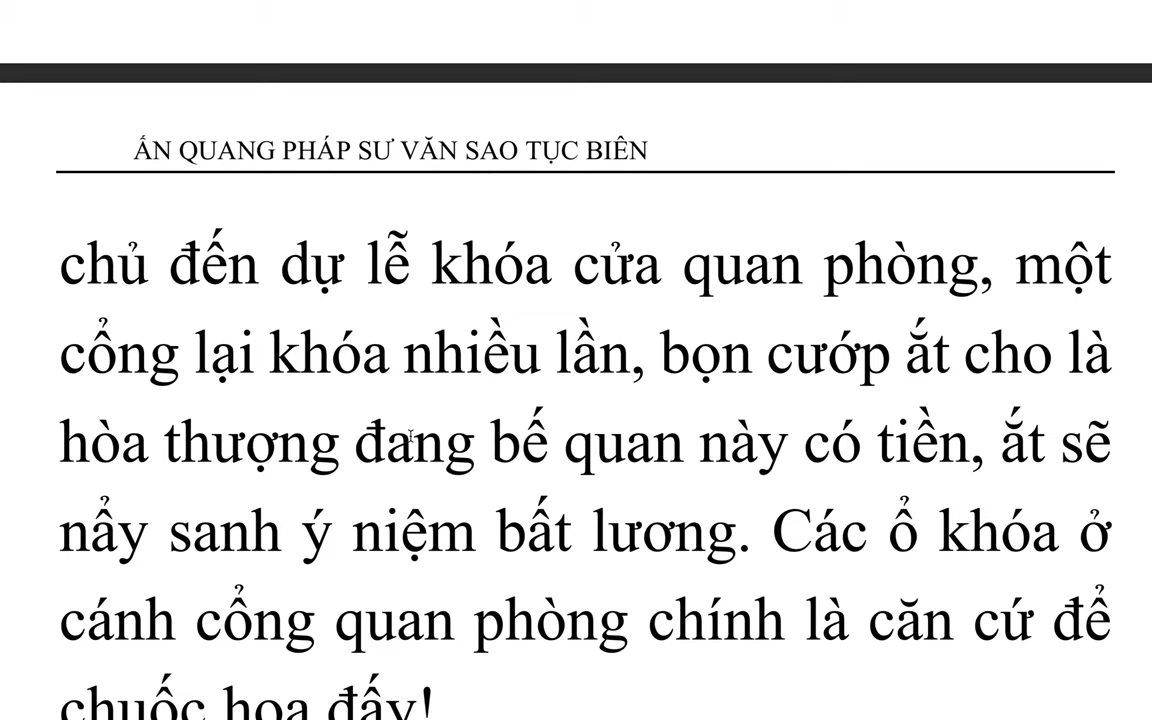 ẤN QUANG PHÁP SƯ VĂN SAO TỤC BIÊN
chủ đến dự lễ khóa cửa quan phòng, một
cổng lại khóa nhiều lần, bọn cướp ắt cho là
hòa thượng đang bế quan này có tiền, ắt sẽ
nẩy sanh ý niệm bất lương. Các ổ khóa ở
cánh cổng quan phòng chính là căn cứ để
chuốc họa đấy!